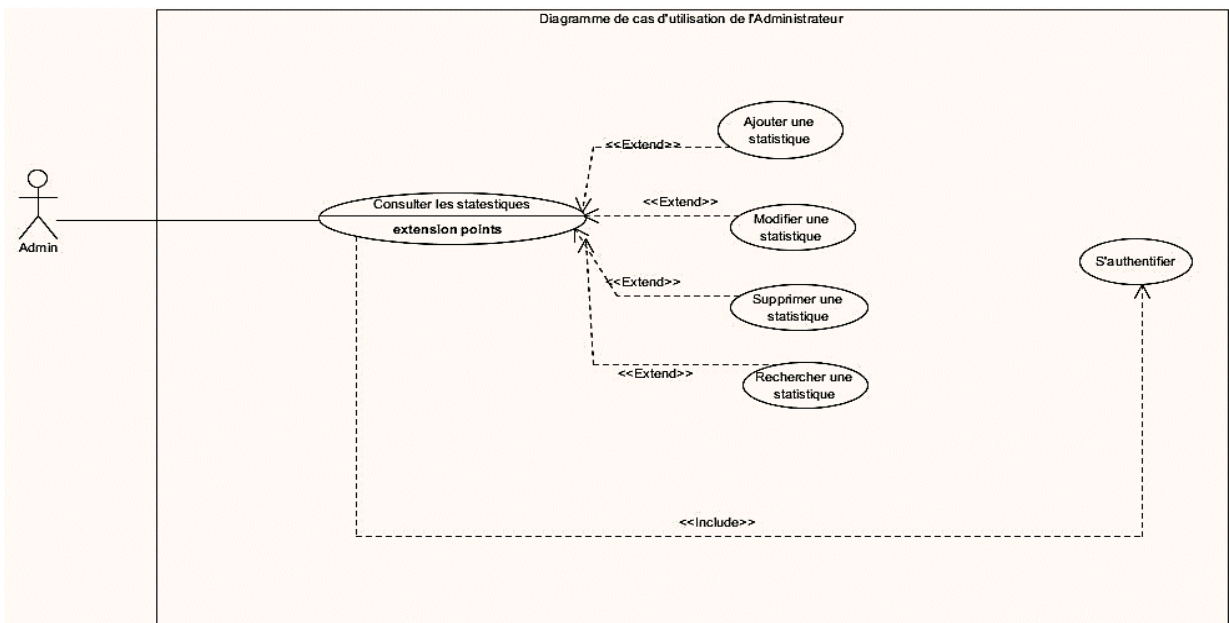 Diagramme de cas d'utilisation de l'Administrateur
Ajouter une
statistique
<<Extend>>
Consulter les statestiques
extension points
<<Extend>>
Modifier une
statistique
Admin
S'authentifier
<<Extend>>
Supprimer une
statistique
<<Extend>>
Rechercher une
statistique
<<Include>>